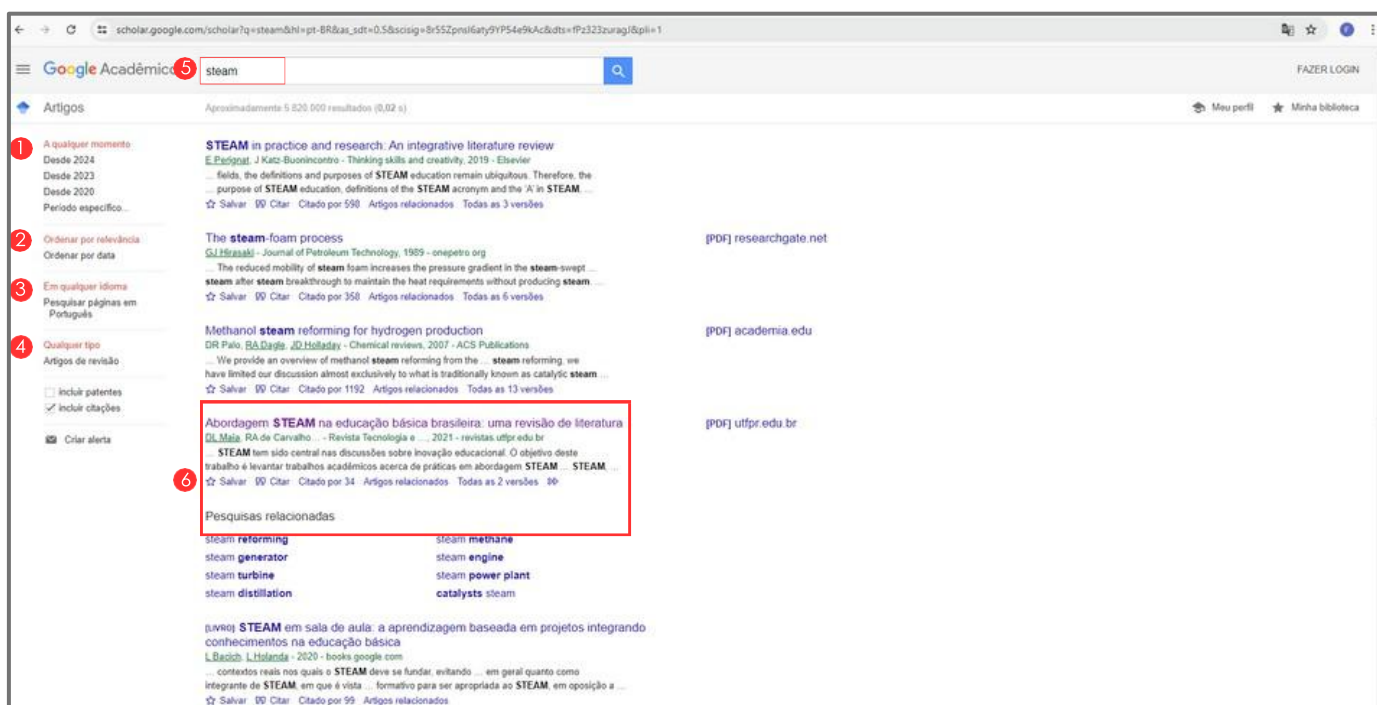 scholar.google.com/scholar?q=steam&hl=pt-BR&as_sdt=0,5&scisig=8r5SZpnsI6aty9YP54e9kAc&dts=fPz323zuragJ&pli=1
Google Acadêmico
5
steam
FAZER LOGIN
Artigos
Aproximadamente 5.820.000 resultados (0,02 s)
Meu perfil
Minha biblioteca
1
A qualquer momento
Desde 2024
Desde 2023
Desde 2020
Período específico...
2
Ordenar por relevância
Ordenar por data
3
Em qualquer idioma
Pesquisar páginas em
Português
4
Qualquer tipo
Artigos de revisão
incluir patentes
incluir citações
Criar alerta
STEAM in practice and research: An integrative literature review
E Perignat, J Katz-Buonincontro - Thinking skills and creativity, 2019 - Elsevier
... fields, the definitions and purposes of STEAM education remain ubiquitous. Therefore, the
... purpose of STEAM education, definitions of the STEAM acronym and the 'A' in STEAM, ...
Salvar Citar Citado por 598 Artigos relacionados Todas as 3 versões
The steam-foam process
[PDF] researchgate.net
GJ Hirasaki - Journal of Petroleum Technology, 1989 - onepetro.org
... The reduced mobility of steam foam increases the pressure gradient in the steam-swept ...
steam after steam breakthrough to maintain the heat requirements without producing steam. ...
Salvar Citar Citado por 358 Artigos relacionados Todas as 6 versões
Methanol steam reforming for hydrogen production
[PDF] academia.edu
DR Palo, RA Dagle, JD Holladay - Chemical reviews, 2007 - ACS Publications
... We provide an overview of methanol steam reforming from the ... steam reforming, we
have limited our discussion almost exclusively to what is traditionally known as catalytic steam ...
Salvar Citar Citado por 1192 Artigos relacionados Todas as 13 versões
Abordagem STEAM na educação básica brasileira: uma revisão de literatura
[PDF] utfpr.edu.br
DL Maia, RA de Carvalho... - Revista Tecnologia e ..., 2021 - revistas.utfpr.edu.br
... STEAM tem sido central nas discussões sobre inovação educacional. O objetivo deste
trabalho é levantar trabalhos acadêmicos acerca de práticas em abordagem STEAM ... STEAM, ...
6
Salvar Citar Citado por 34 Artigos relacionados Todas as 2 versões
Pesquisas relacionadas
steam reforming
steam methane
steam generator
steam engine
steam turbine
steam power plant
steam distillation
catalysts steam
[LIVRO] STEAM em sala de aula: a aprendizagem baseada em projetos integrando
conhecimentos na educação básica
L Bacich, L Holanda - 2020 - books.google.com
... contextos reais nos quais o STEAM deve se fundar, evitando ... em geral quanto como
integrante de STEAM, em que é vista ... formativo para ser apropriada ao STEAM, em oposição a ...
Salvar Citar Citado por 99 Artigos relacionados